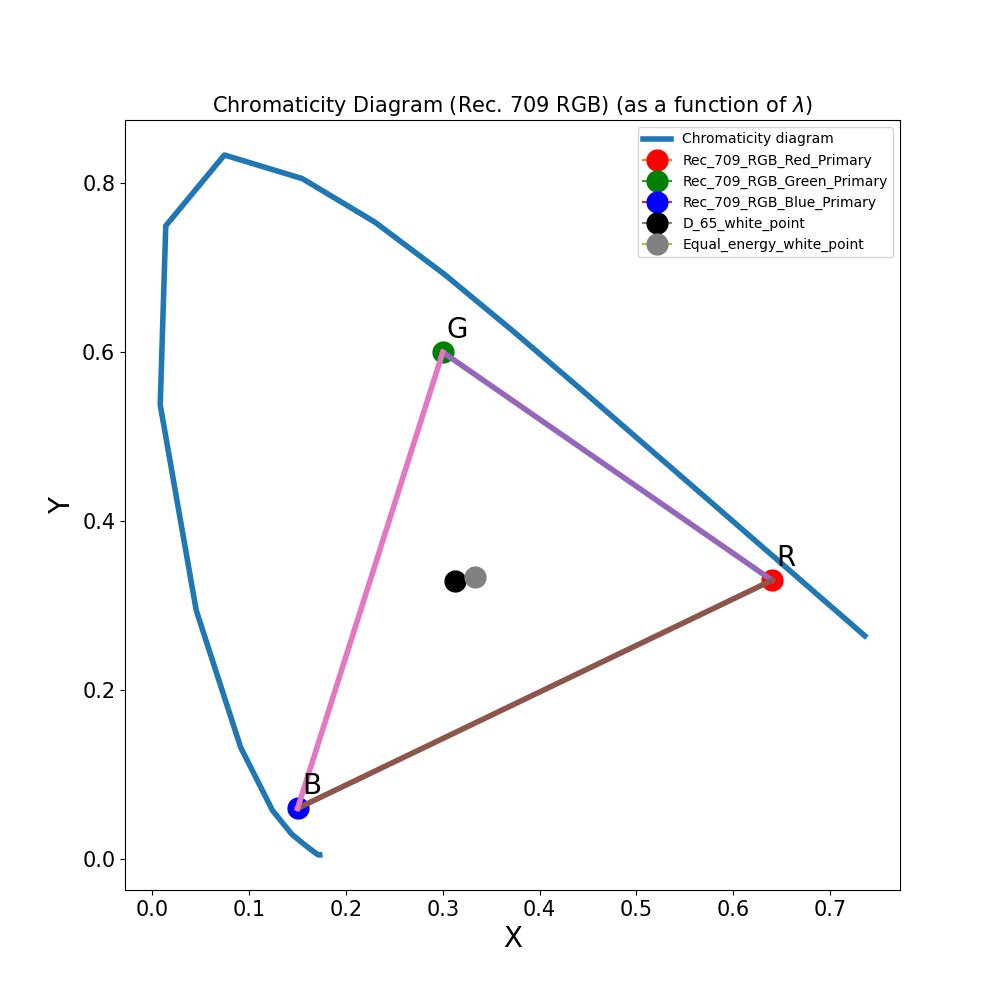 Chromaticity Diagram (Rec. 709 RGB) (as a function of λ)
Chromaticity diagram
Rec_709_RGB_Red_Primary
Rec_709_RGB_Green_Primary
Rec_709_RGB_Blue_Primary
D_65_white_point
Equal_energy_white_point
0.8
G
0.6
Y
0.4
R
0.2
B
0.0
0.0 0.1 0.2 0.3 0.4 0.5 0.6 0.7
X